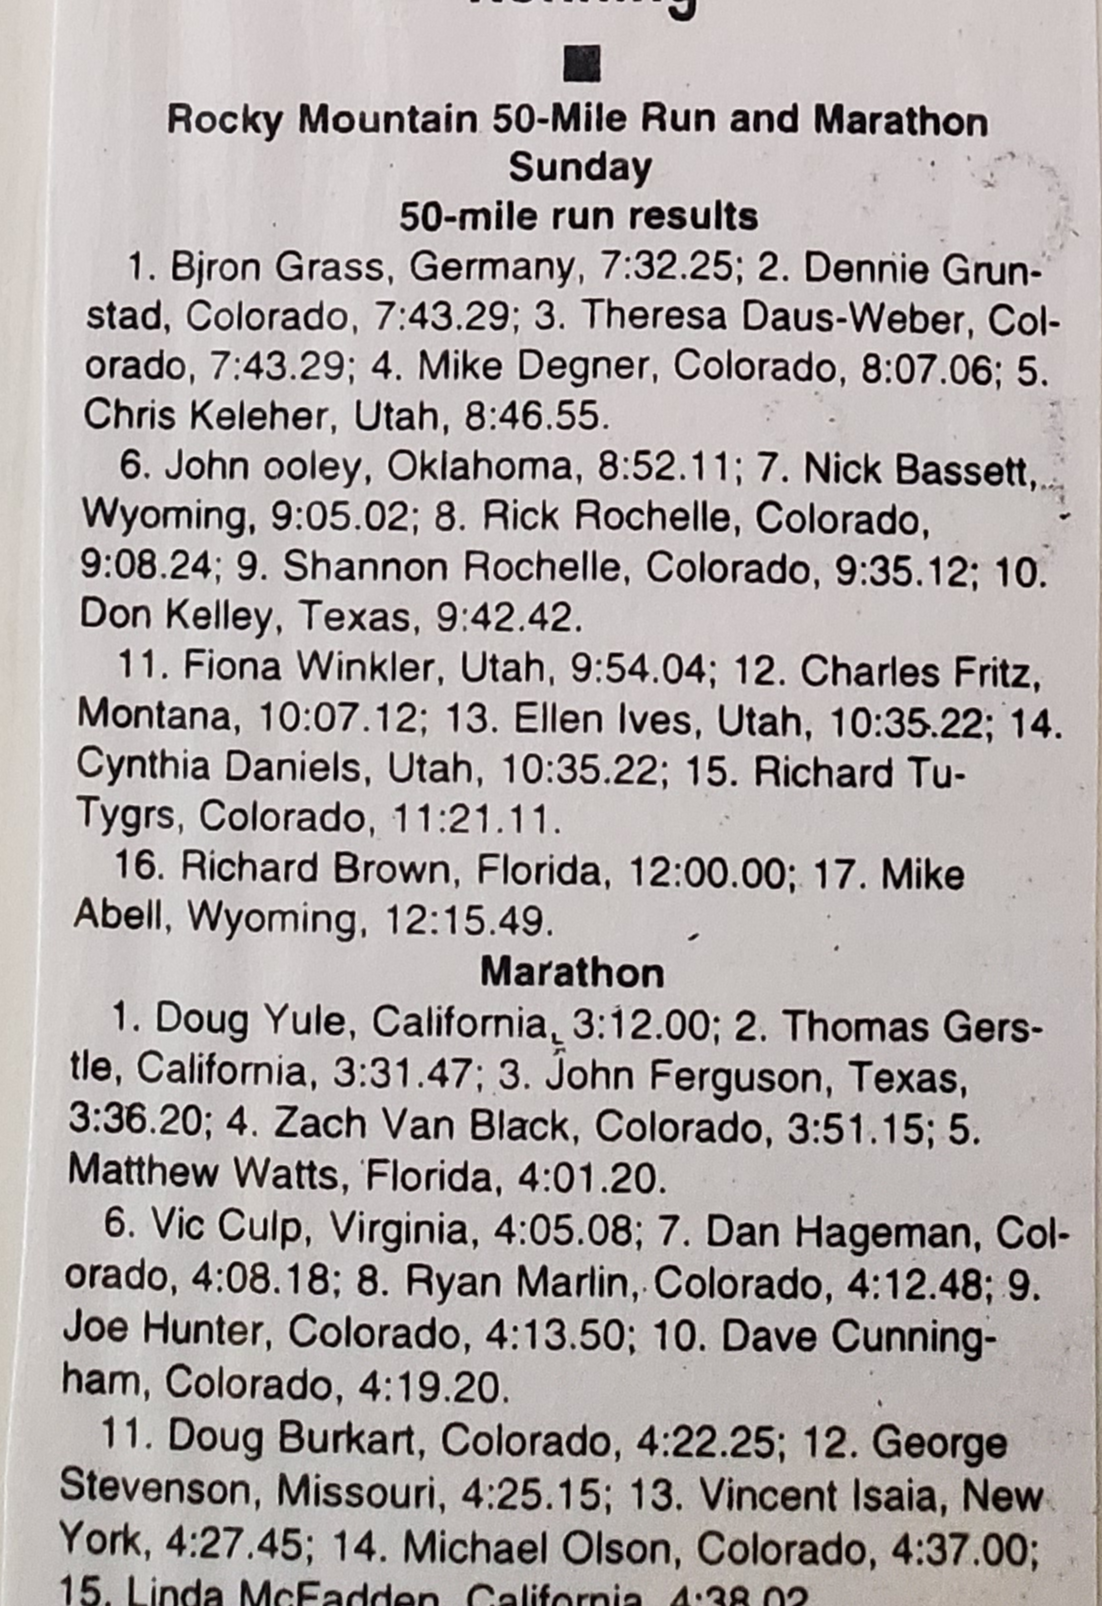 Running
Rocky Mountain 50-Mile Run and Marathon
Sunday
50-mile run results
1. Bjron Grass, Germany, 7:32.25; 2. Dennie Grun-
stad, Colorado, 7:43.29; 3. Theresa Daus-Weber, Col-
orado, 7:43.29; 4. Mike Degner, Colorado, 8:07.06; 5.
Chris Keleher, Utah, 8:46.55.
6. John ooley, Oklahoma, 8:52.11; 7. Nick Bassett,
Wyoming, 9:05.02; 8. Rick Rochelle, Colorado,
9:08.24; 9. Shannon Rochelle, Colorado, 9:35.12; 10.
Don Kelley, Texas, 9:42.42.
11. Fiona Winkler, Utah, 9:54.04; 12. Charles Fritz,
Montana, 10:07.12; 13. Ellen Ives, Utah, 10:35.22; 14.
Cynthia Daniels, Utah, 10:35.22; 15. Richard Tu-
Tygrs, Colorado, 11:21.11.
16. Richard Brown, Florida, 12:00.00; 17. Mike
Abell, Wyoming, 12:15.49.
Marathon
1. Doug Yule, California, 3:12.00; 2. Thomas Gers-
tle, California, 3:31.47; 3. John Ferguson, Texas,
3:36.20; 4. Zach Van Black, Colorado, 3:51.15; 5.
Matthew Watts, Florida, 4:01.20.
6. Vic Culp, Virginia, 4:05.08; 7. Dan Hageman, Col-
orado, 4:08.18; 8. Ryan Marlin, Colorado, 4:12.48; 9.
Joe Hunter, Colorado, 4:13.50; 10. Dave Cunning-
ham, Colorado, 4:19.20.
11. Doug Burkart, Colorado, 4:22.25; 12. George
Stevenson, Missouri, 4:25.15; 13. Vincent Isaia, New
York, 4:27.45; 14. Michael Olson, Colorado, 4:37.00;
15. Linda McFadden, California, 4:38.02